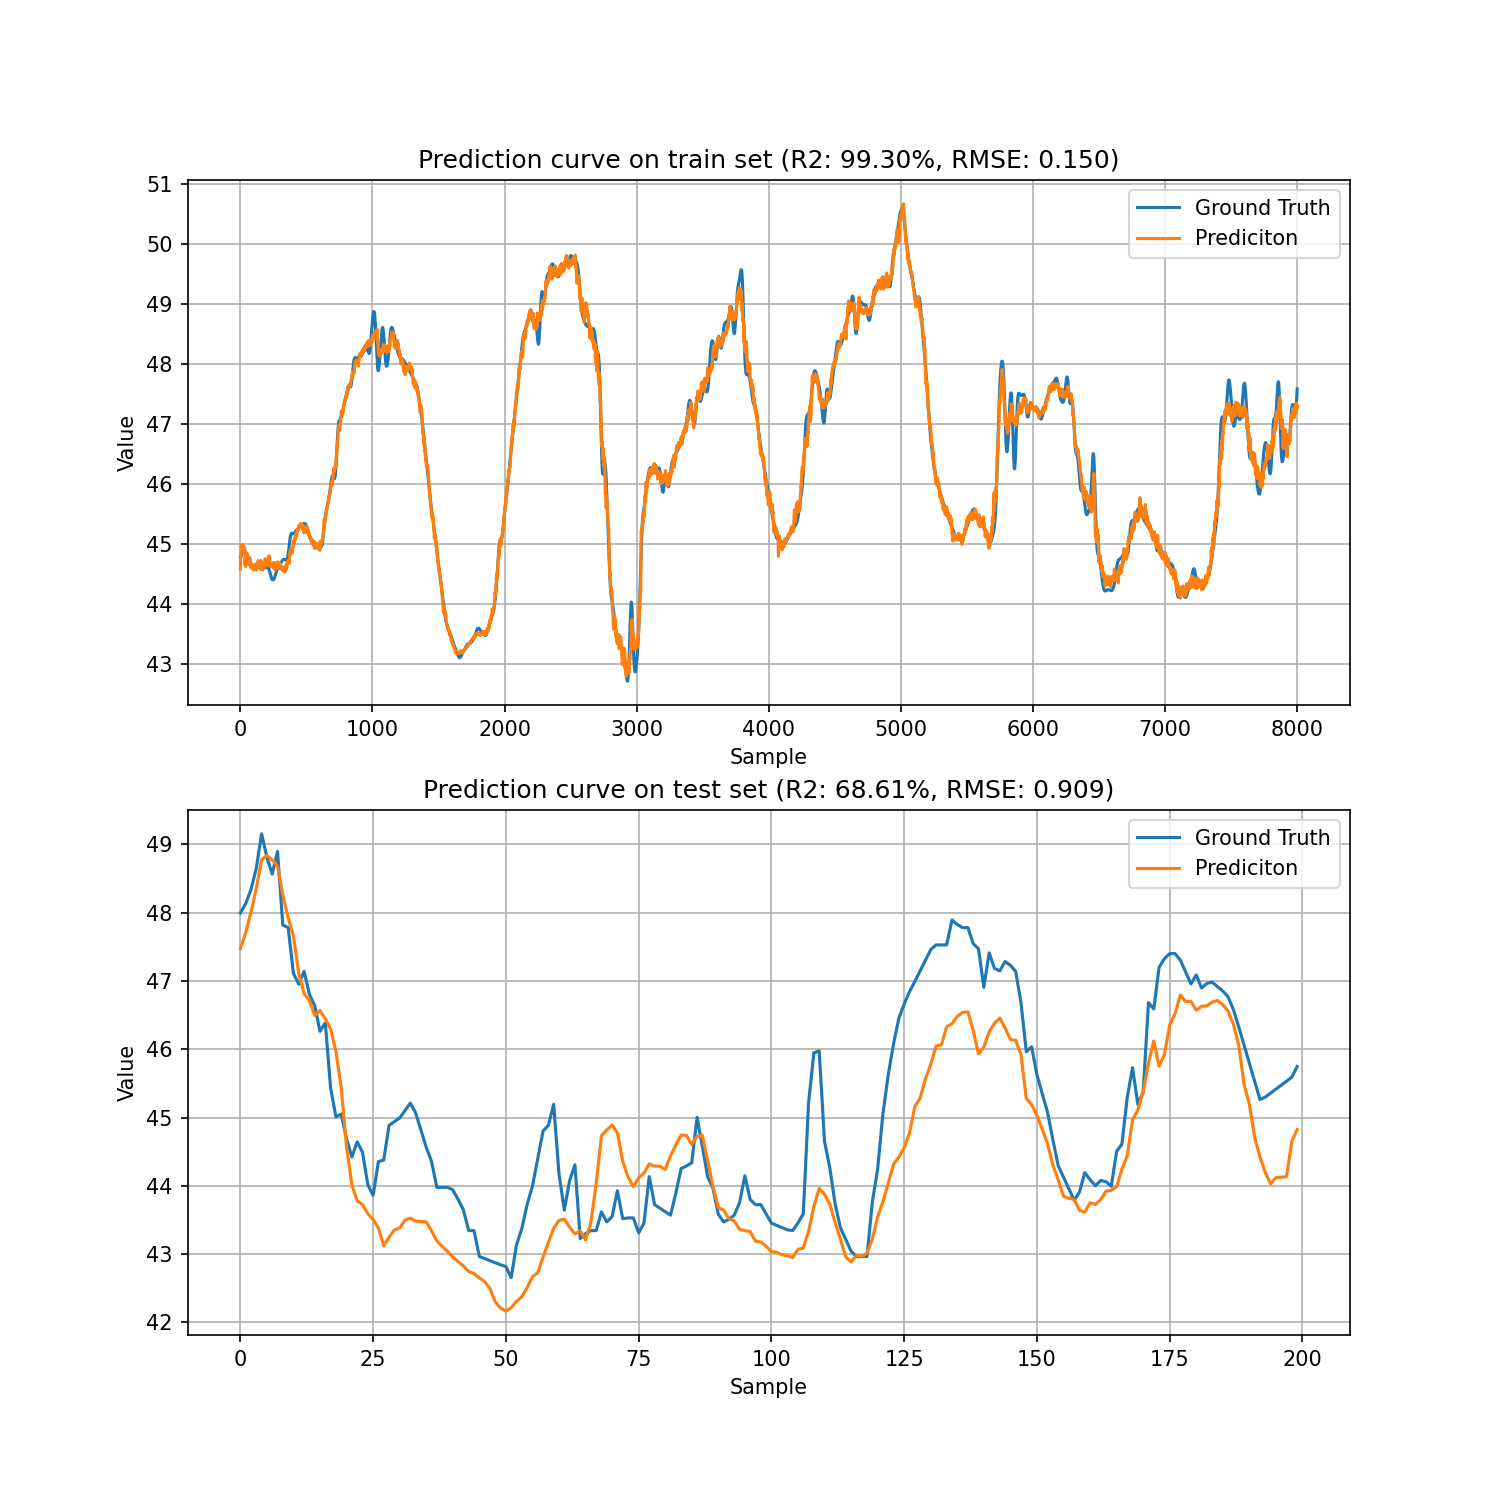 Prediction curve on train set (R2: 99.30%, RMSE: 0.150)
51
50
49
48
47
46
45
44
43
Value
Ground Truth
Prediciton
0 1000 2000 3000 4000 5000 6000 7000 8000
Sample
Prediction curve on test set (R2: 68.61%, RMSE: 0.909)
49
48
47
46
45
44
43
42
Value
Ground Truth
Prediciton
0 25 50 75 100 125 150 175 200
Sample